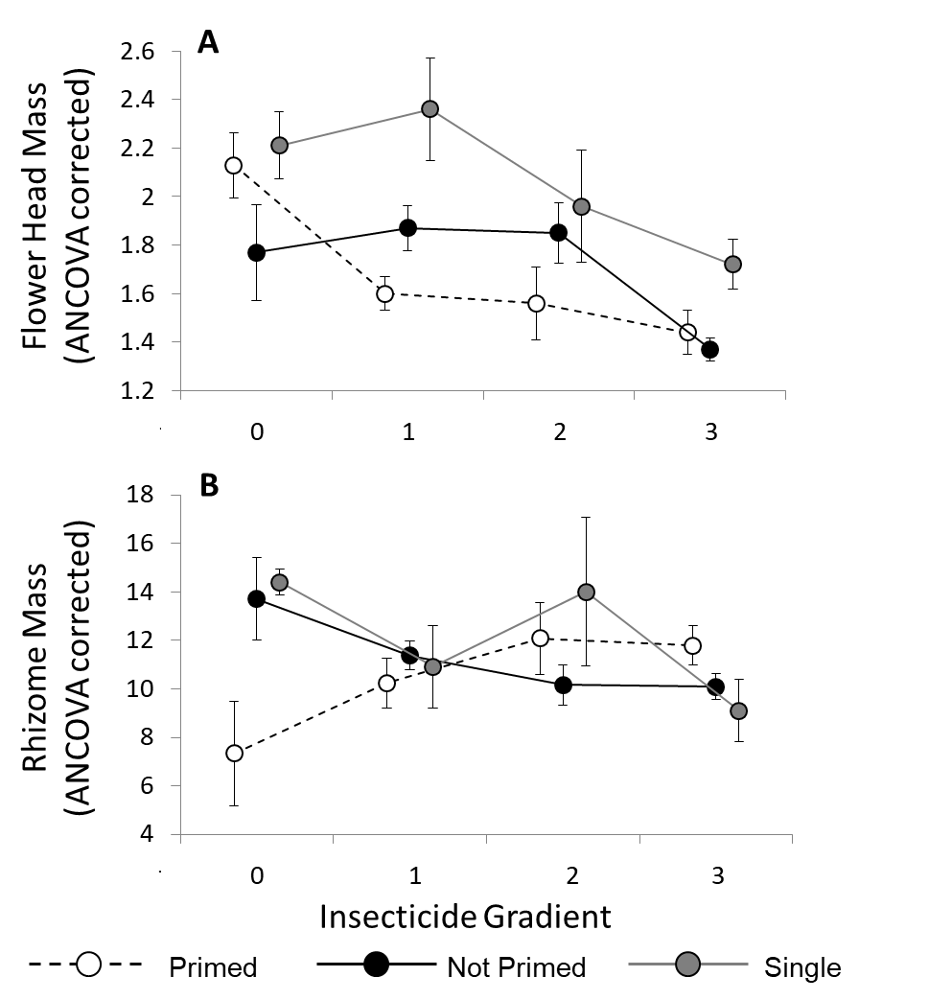 A
2.6
2.4
2.2
2
1.8
1.6
1.4
1.2
Flower Head Mass
(ANCOVA corrected)
0 1 2 3
B
18
16
14
12
10
8
6
4
Rhizome Mass
(ANCOVA corrected)
0 1 2 3
Insecticide Gradient
Primed Not Primed Single